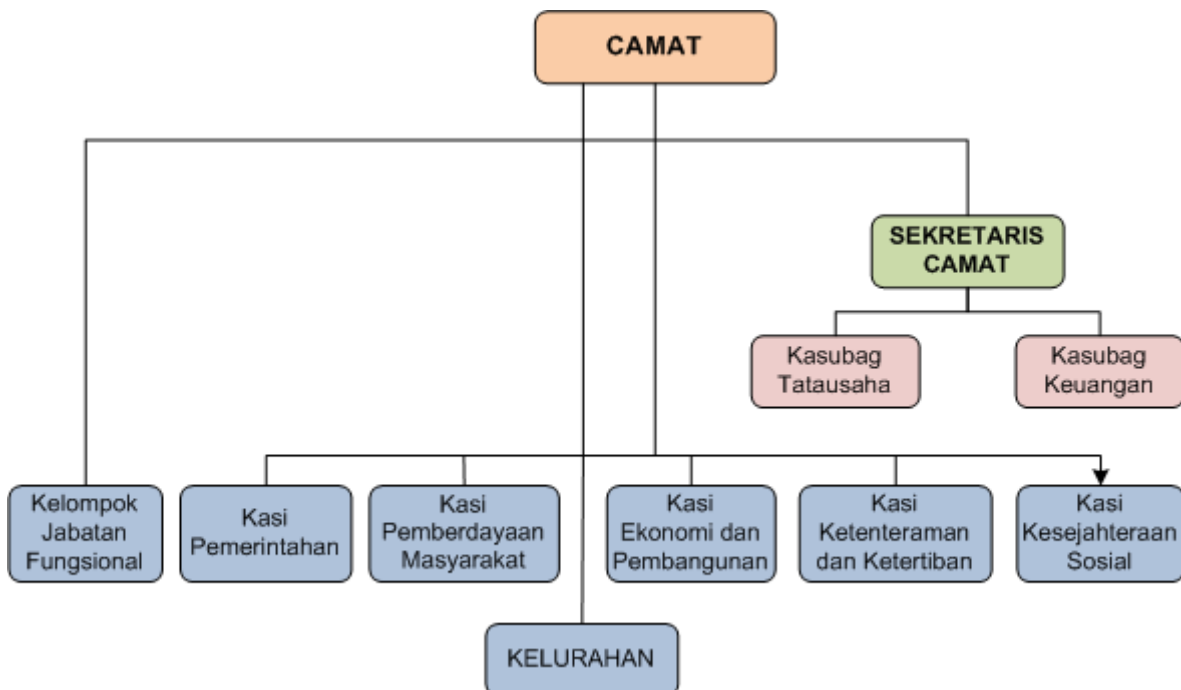 CAMAT
SEKRETARIS
CAMAT
Kasubag
Tatausaha
Kasubag
Keuangan
Kelompok
Jabatan
Fungsional
Kasi
Pemerintahan
Kasi
Pemberdayaan
Masyarakat
Kasi
Ekonomi dan
Pembangunan
Kasi
Ketenteraman
dan Ketertiban
Kasi
Kesejahteraan
Sosial
KELURAHAN